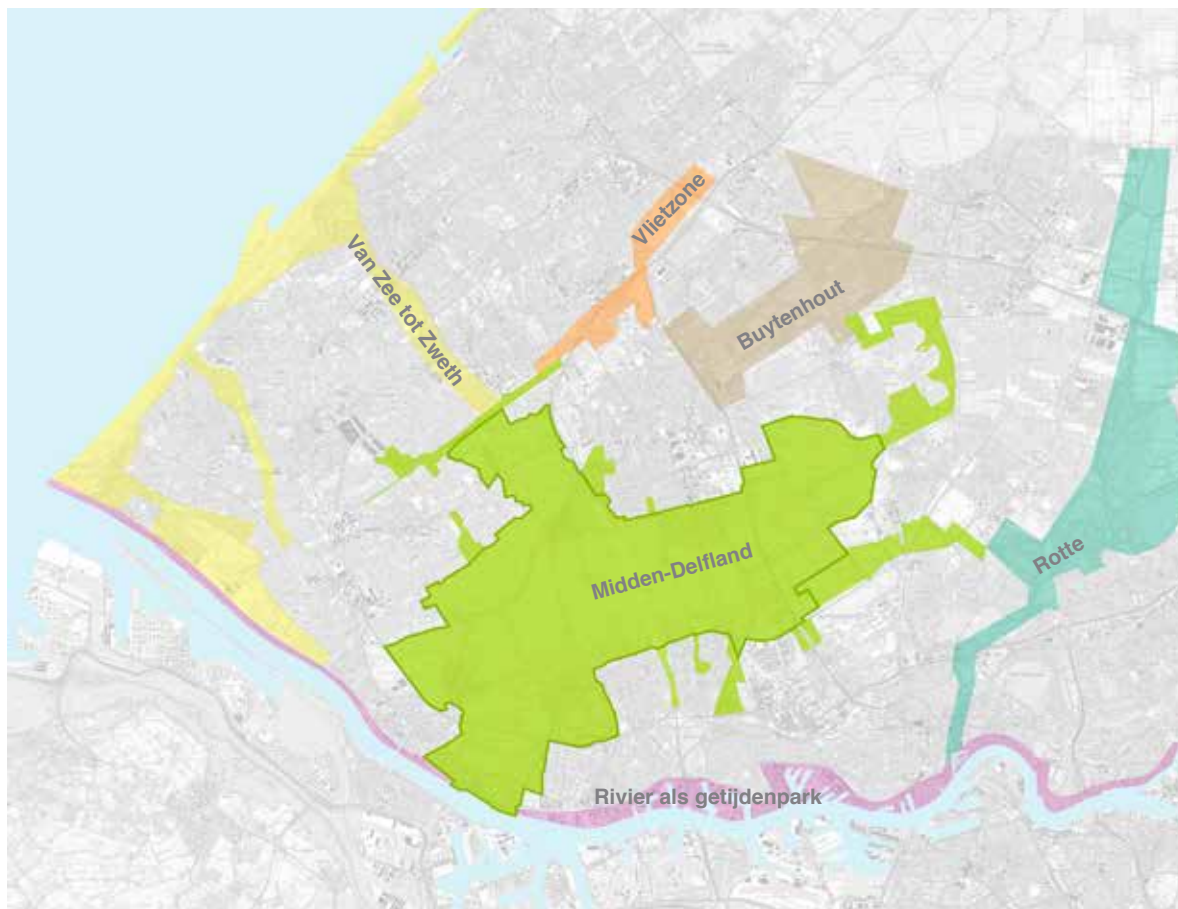 Vlietzone
Van Zee tot Zweth
Buytenhout
Rotte
Midden-Delfland
Rivier als getijdenpark